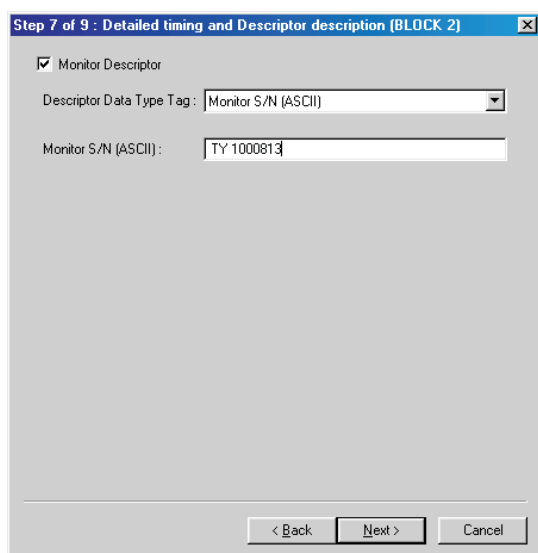 Step 7 of 9 : Detailed timing and Descriptor description (BLOCK 2)
Monitor Descriptor
Descriptor Data Type Tag : Monitor S/N (ASCII)
Monitor S/N (ASCII) : TY 1000813
< Back Next > Cancel